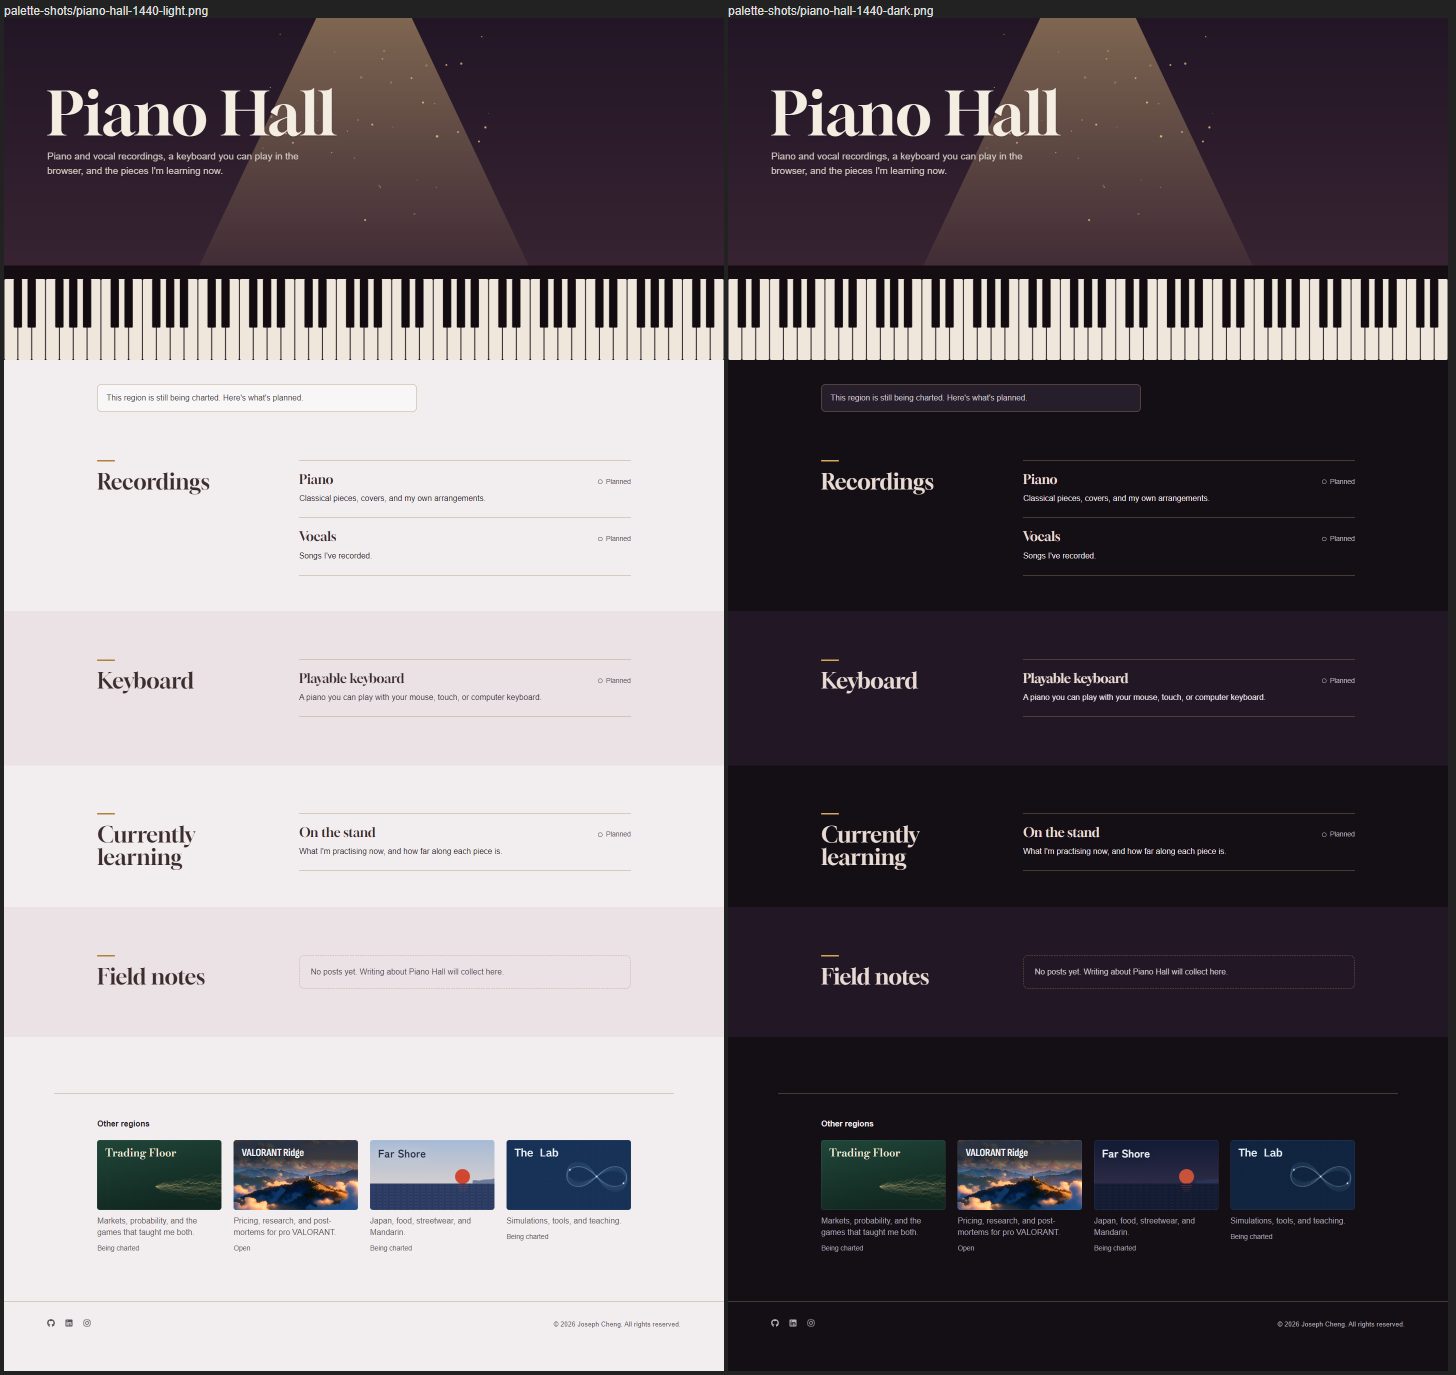 palette-shots/piano-hall-1440-light.png
Piano Hall
Piano and vocal recordings, a keyboard you can play in the
browser, and the pieces I'm learning now.
This region is still being charted. Here's what's planned.
Recordings
Piano
Planned
Classical pieces, covers, and my own arrangements.
Vocals
Planned
Songs I've recorded.
Keyboard
Playable keyboard
Planned
A piano you can play with your mouse, touch, or computer keyboard.
Currently
learning
On the stand
Planned
What I'm practising now, and how far along each piece is.
Field notes
No posts yet. Writing about Piano Hall will collect here.
Other regions
Trading Floor
Markets, probability, and the
games that taught me both.
Being charted
VALORANT Ridge
Pricing, research, and post-
mortems for pro VALORANT.
Open
Far Shore
Japan, food, streetwear, and
Mandarin.
Being charted
The Lab
Simulations, tools, and teaching.
Being charted
© 2026 Joseph Cheng. All rights reserved.
palette-shots/piano-hall-1440-dark.png
Piano Hall
Piano and vocal recordings, a keyboard you can play in the
browser, and the pieces I'm learning now.
This region is still being charted. Here's what's planned.
Recordings
Piano
Planned
Classical pieces, covers, and my own arrangements.
Vocals
Planned
Songs I've recorded.
Keyboard
Playable keyboard
Planned
A piano you can play with your mouse, touch, or computer keyboard.
Currently
learning
On the stand
Planned
What I'm practising now, and how far along each piece is.
Field notes
No posts yet. Writing about Piano Hall will collect here.
Other regions
Trading Floor
Markets, probability, and the
games that taught me both.
Being charted
VALORANT Ridge
Pricing, research, and post-
mortems for pro VALORANT.
Open
Far Shore
Japan, food, streetwear, and
Mandarin.
Being charted
The Lab
Simulations, tools, and teaching.
Being charted
© 2026 Joseph Cheng. All rights reserved.